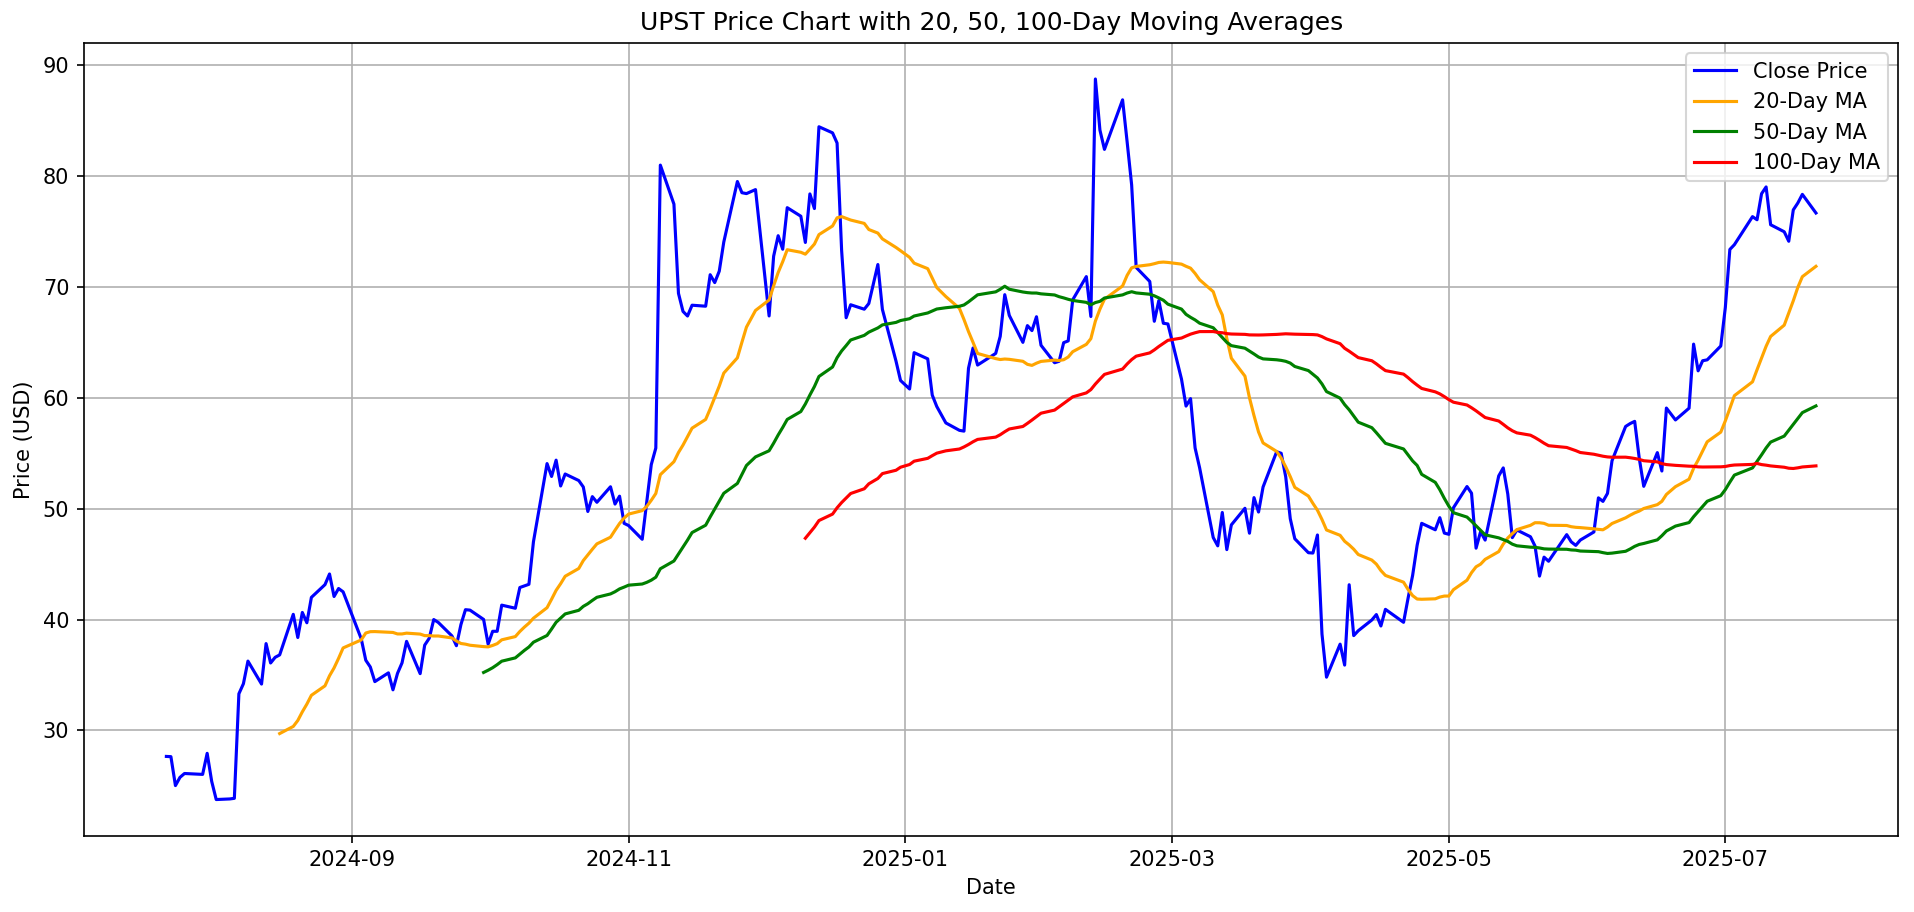 UPST Price Chart with 20, 50, 100-Day Moving Averages
Close Price
20-Day MA
50-Day MA
100-Day MA
90
80
70
60
50
40
30
Price (USD)
2024-09
2024-11
2025-01
2025-03
2025-05
2025-07
Date